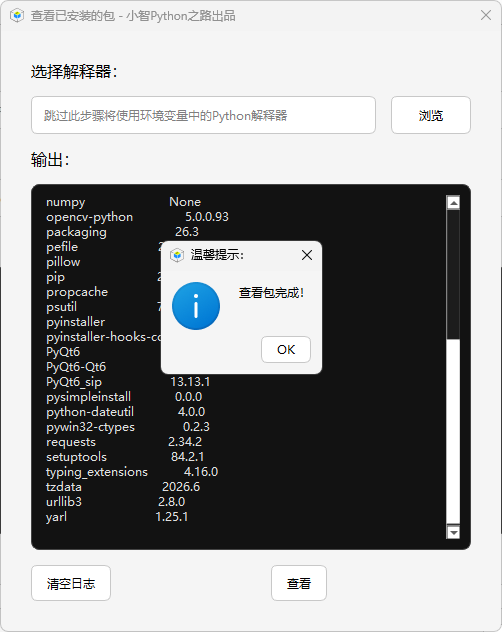 查看已安装的包 - 小智Python之路出品
选择解释器：
跳过此步骤将使用环境变量中的Python解释器
浏览
输出：
numpy None
opencv-python 5.0.0.93
packaging 26.3
pefile
pillow
pip
propcache
psutil
pyinstaller
pyinstaller-hooks-co
PyQt6
PyQt6-Qt6
PyQt6_sip 13.13.1
pysimpleinstall 0.0.0
python-dateutil 4.0.0
pywin32-ctypes 0.2.3
requests 2.34.2
setuptools 84.2.1
typing_extensions 4.16.0
tzdata 2026.6
urllib3 2.8.0
yarl 1.25.1
温馨提示：
查看包完成！
OK
清空日志
查看